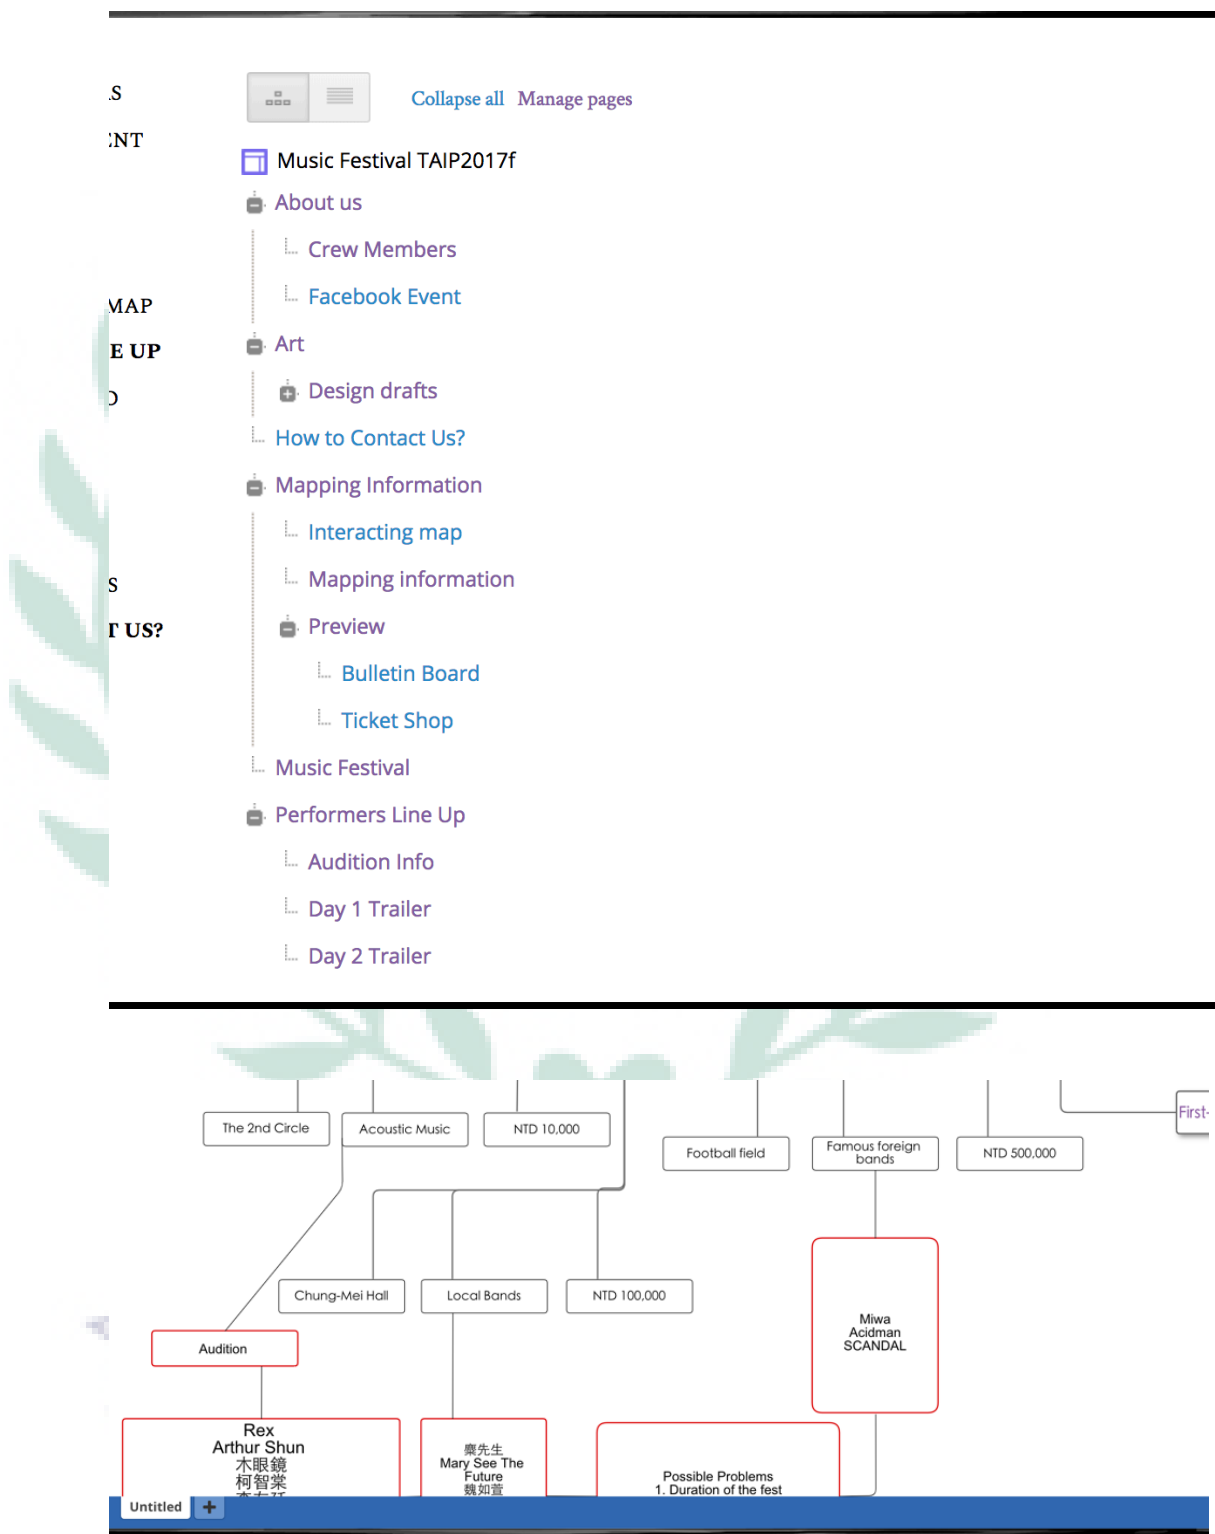 Collapse all Manage pages
Music Festival TAIP2017f
About us
Crew Members
Facebook Event
MAP
E UP
Art
Design drafts
How to Contact Us?
Mapping Information
Interacting map
Mapping information
S
T US?
Preview
Bulletin Board
Ticket Shop
Music Festival
Performers Line Up
Audition Info
Day 1 Trailer
Day 2 Trailer
The 2nd Circle
Acoustic Music
NTD 10,000
Football field
Famous foreign
bands
NTD 500,000
First-
Chung-Mei Hall
Local Bands
NTD 100,000
Miwa
Acidman
SCANDAL
Audition
Rex
Arthur Shun
木眼鏡
柯智棠
麋先生
Mary See The
Future
魏如萱
Possible Problems
1. Duration of the fest
Untitled